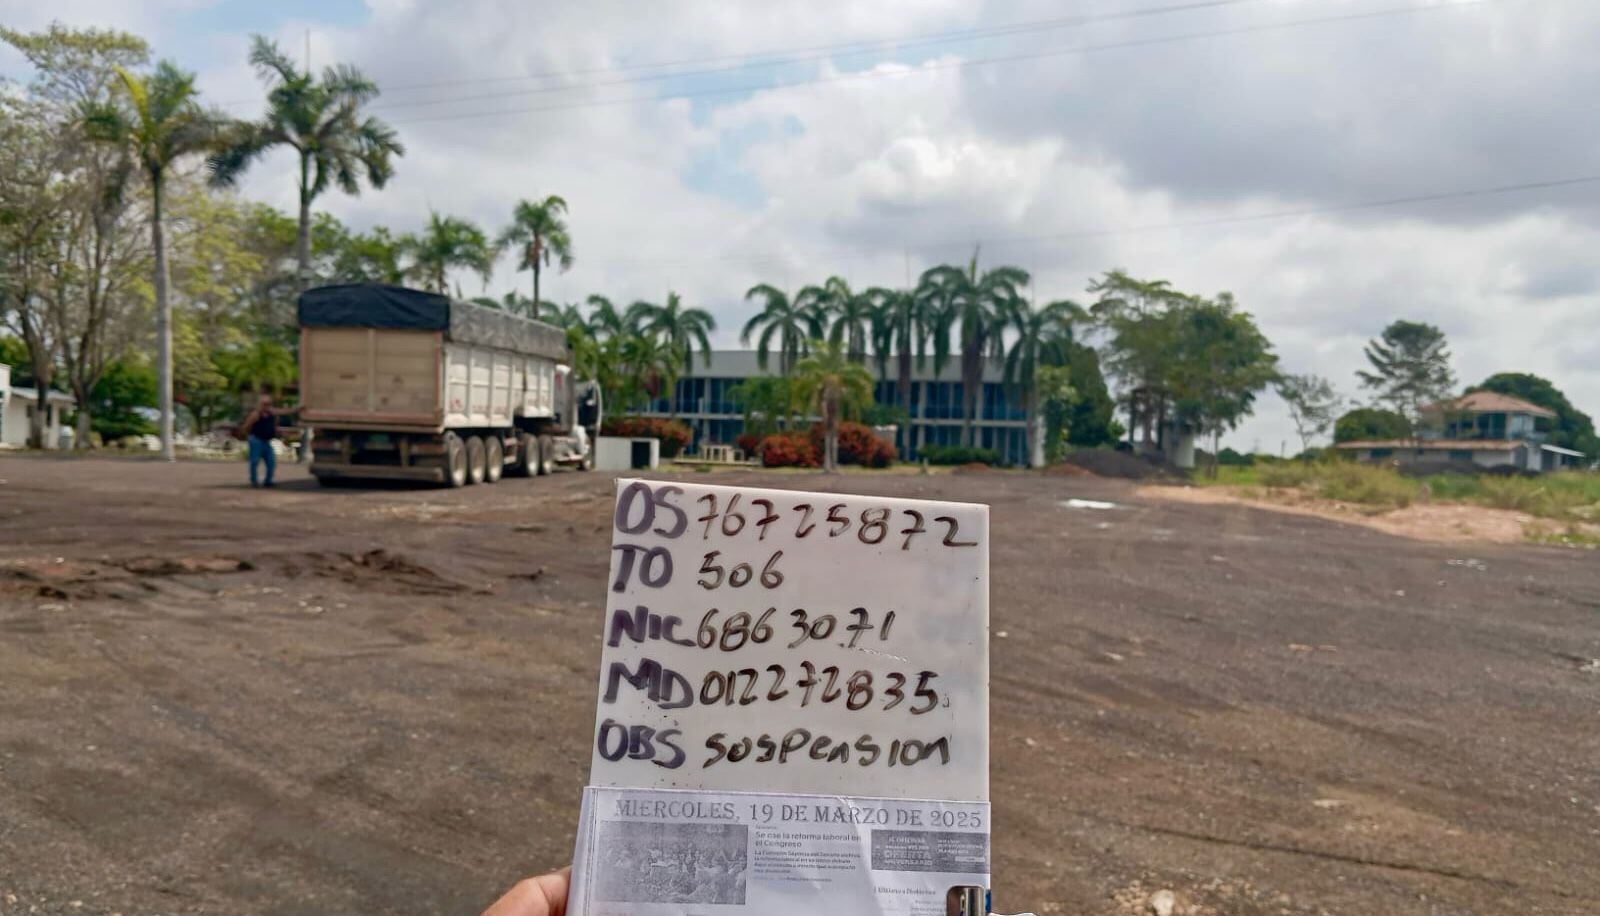 OS 76725872
TO 506
NIC 6863071
MD 012272835
OBS SOSPENSION
MIERCOLES, 19 DE MARZO DE 2025
Se cae la reforma laboral en
el Congreso
OFERTA